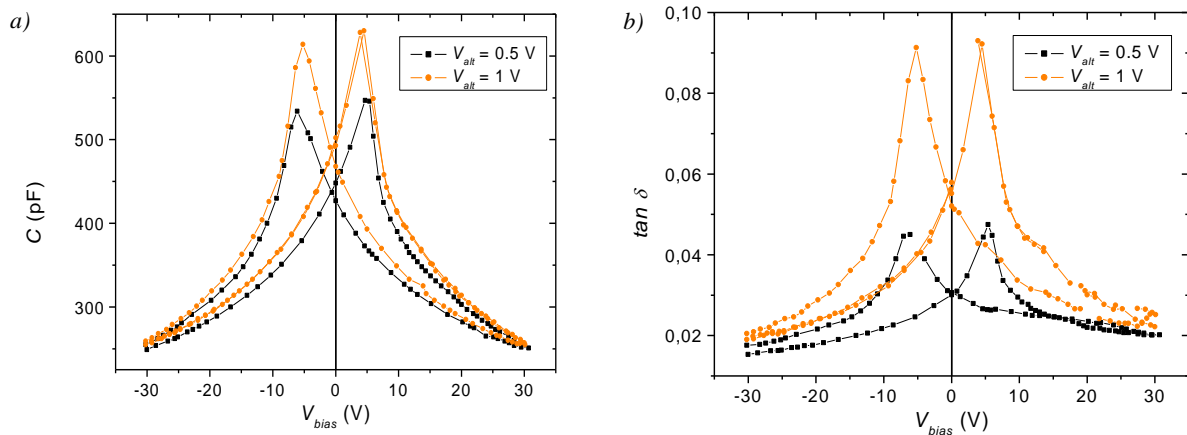 a)
600
500
400
300
C (pF)
-30 -20 -10 0 10 20 30
V_bias (V)
V_alt = 0.5 V
V_alt = 1 V
b)
0,10
0,08
0,06
0,04
0,02
tan δ
-30 -20 -10 0 10 20 30
V_bias (V)
V_alt = 0.5 V
V_alt = 1 V